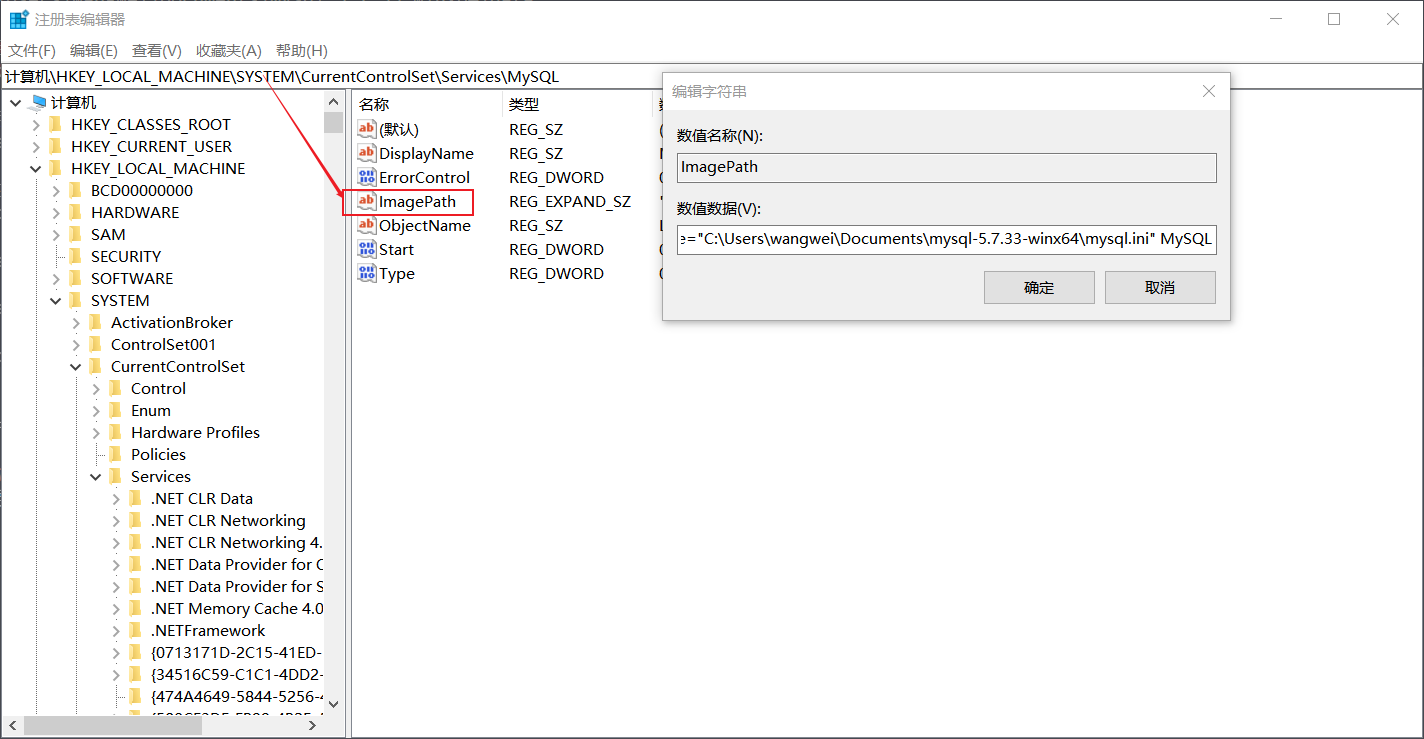 注册表编辑器
文件(F) 编辑(E) 查看(V) 收藏夹(A) 帮助(H)
计算机\HKEY_LOCAL_MACHINE\SYSTEM\CurrentControlSet\Services\MySQL
计算机
HKEY_CLASSES_ROOT
HKEY_CURRENT_USER
HKEY_LOCAL_MACHINE
BCD00000000
HARDWARE
SAM
SECURITY
SOFTWARE
SYSTEM
ActivationBroker
ControlSet001
CurrentControlSet
Control
Enum
Hardware Profiles
Policies
Services
.NET CLR Data
.NET CLR Networking
.NET CLR Networking 4.
.NET Data Provider for
.NET Data Provider for S
.NET Memory Cache 4.0
.NETFramework
{0713171D-2C15-41ED-
{34516C59-C1C1-4DD2-
{474A4649-5844-5256-4
名称 类型
(默认) REG_SZ
DisplayName REG_SZ
ErrorControl REG_DWORD
ImagePath REG_EXPAND_SZ
ObjectName REG_SZ
Start REG_DWORD
Type REG_DWORD
编辑字符串
数值名称(N):
ImagePath
数值数据(V):
e="C:\Users\wangwei\Documents\mysql-5.7.33-winx64\mysql.ini" MySQL
确定 取消